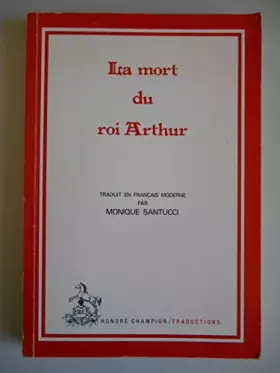 La mort
du
roi Arthur
TRADUIT EN FRANÇAIS MODERNE
PAR
MONIQUE SANTUCCI
HONORÉ CHAMPION/TRADUCTIONS